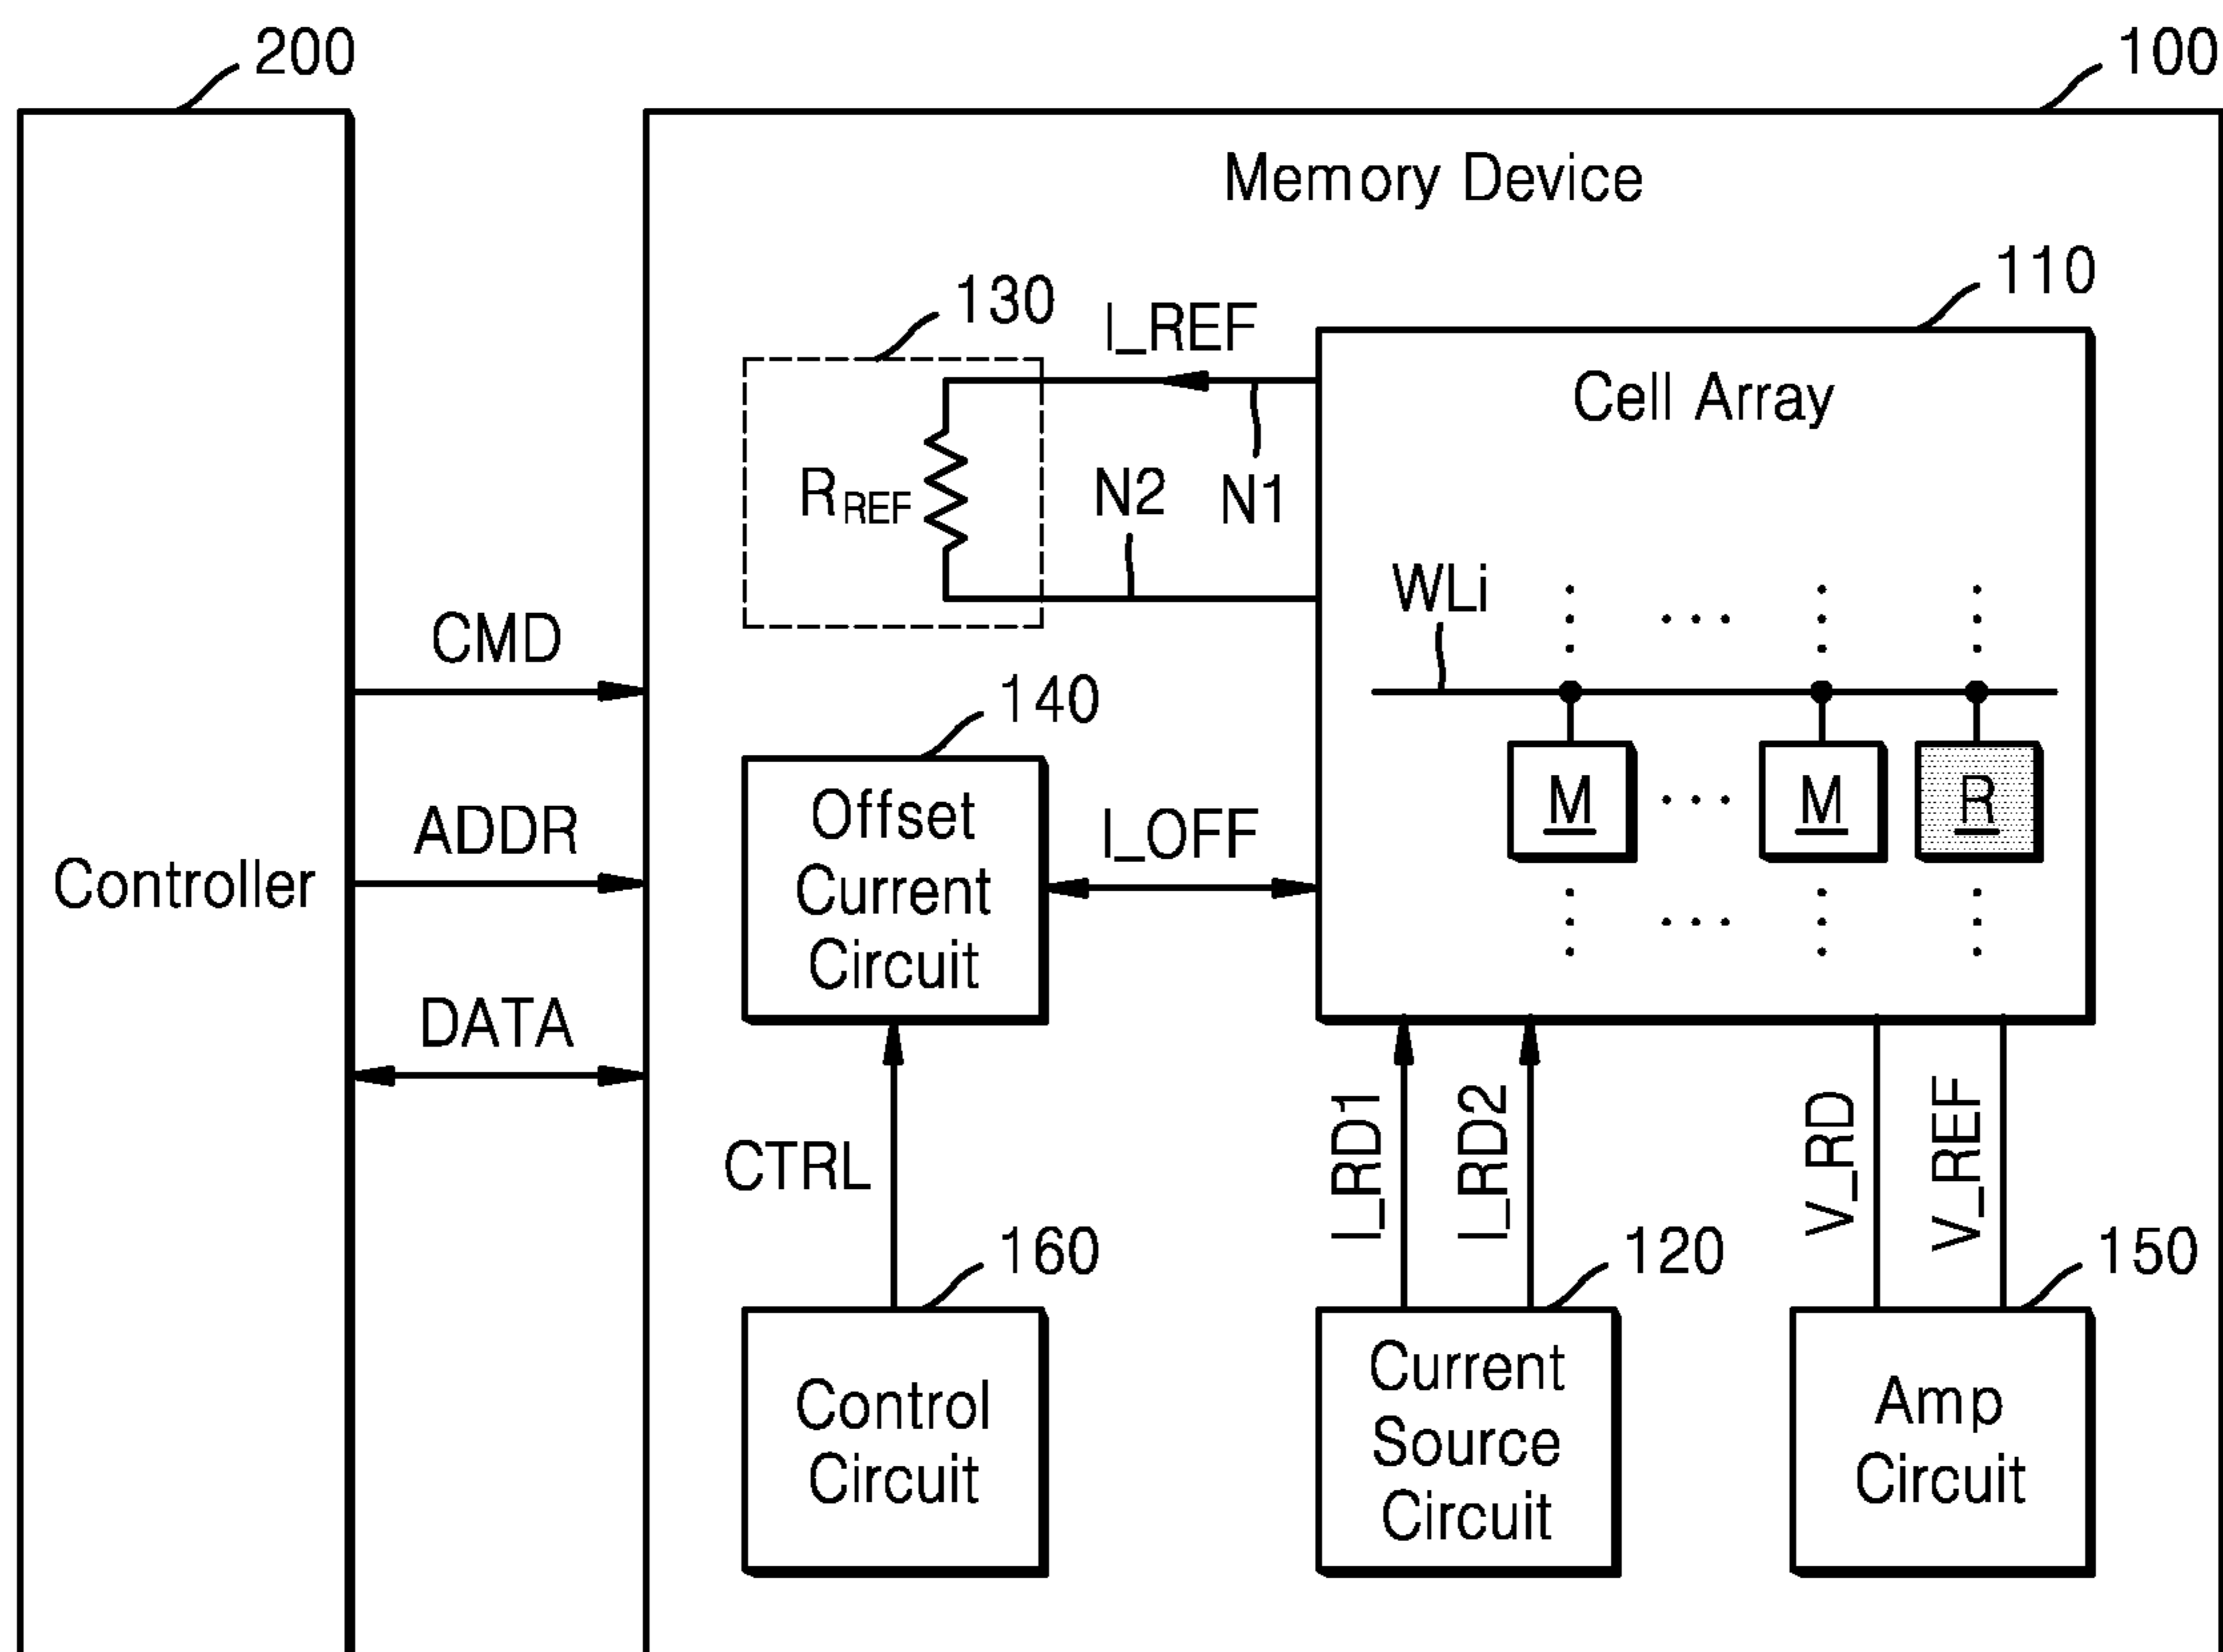 200
100
Memory Device
130
I_REF
110
Cell Array
R_REF
N2
N1
WLi
CMD
140
ADDR
Offset
Current
Circuit
I_OFF
M
...
M
R
Controller
DATA
CTRL
I_RD1
I_RD2
V_RD
V_REF
160
120
150
Control
Circuit
Current
Source
Circuit
Amp
Circuit